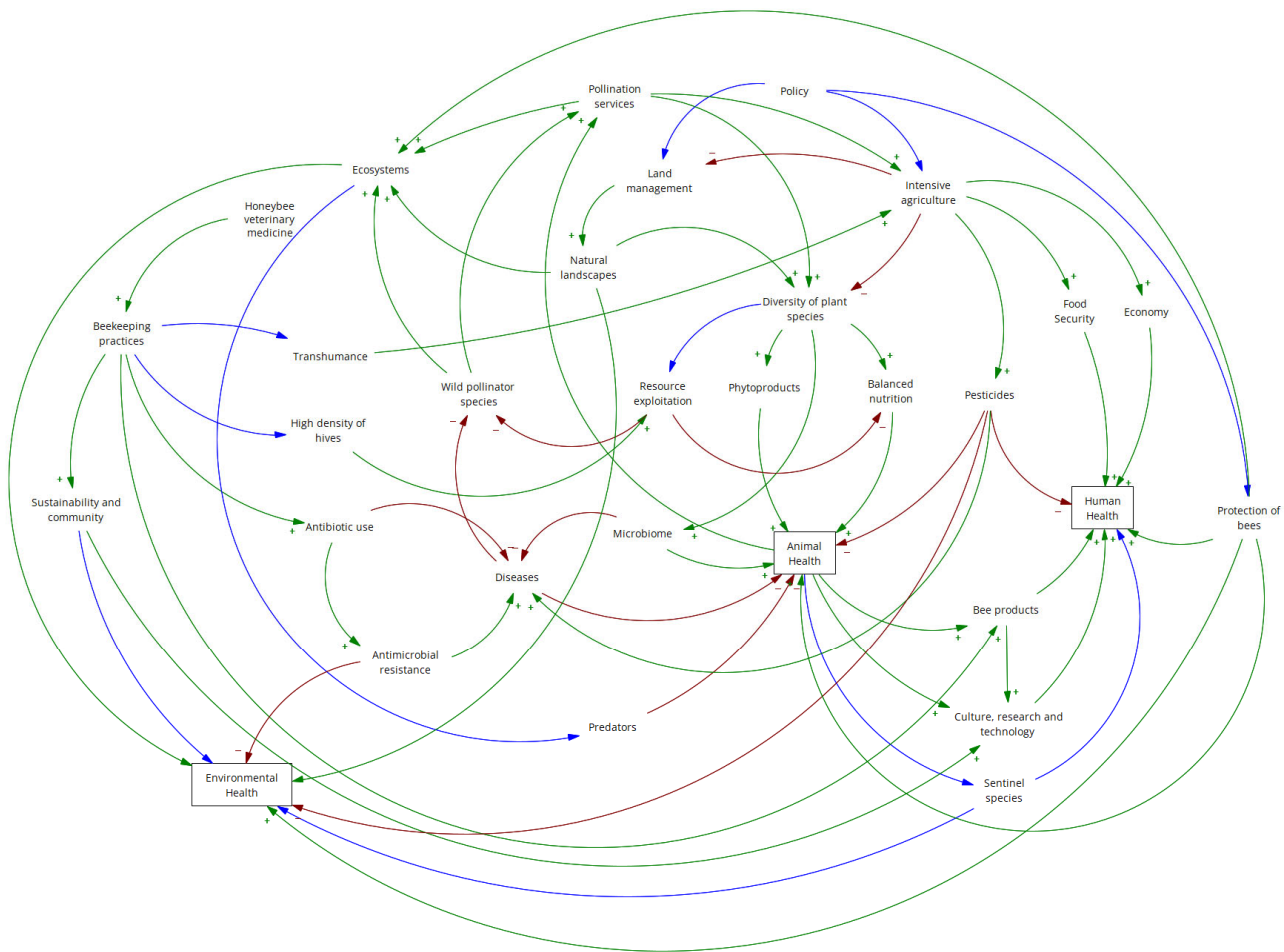 Pollination
services
Policy
Ecosystems
Land
management
Intensive
agriculture
Honeybee
veterinary
medicine
Natural
landscapes
Diversity of plant
species
Food
Security
Economy
Beekeeping
practices
Transhumance
Wild pollinator
species
Resource
exploitation
Phytoproducts
Balanced
nutrition
Pesticides
High density of
hives
Sustainability and
community
Antibiotic use
Microbiome
Human
Health
Protection of
bees
Animal
Health
Diseases
Bee products
Antimicrobial
resistance
Predators
Culture, research and
technology
Environmental
Health
Sentinel
species